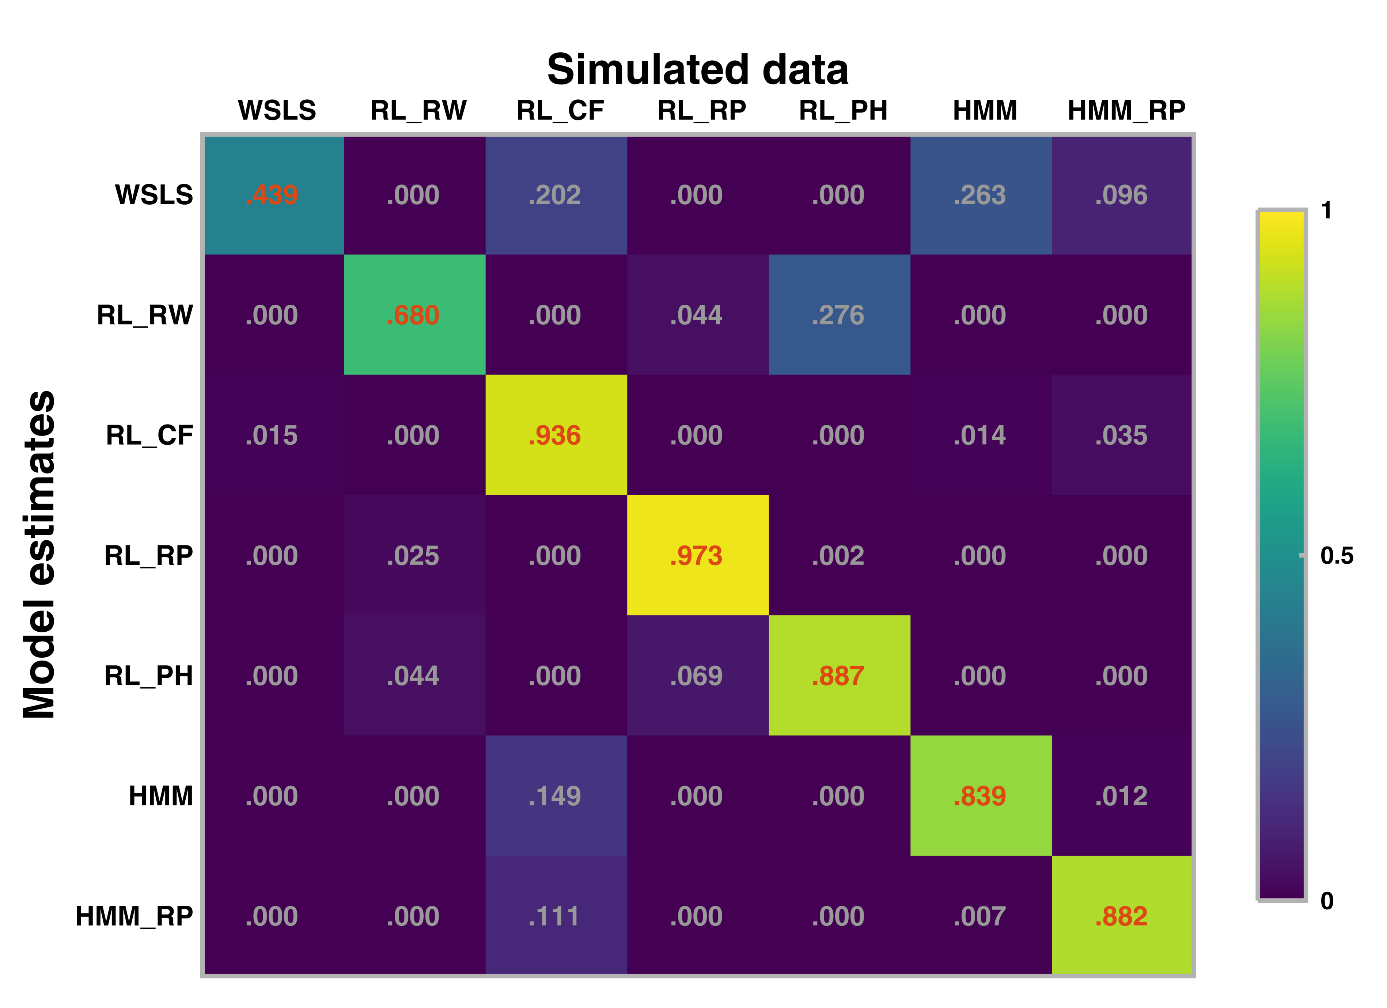 Simulated data
WSLS RL_RW RL_CF RL_RP RL_PH HMM HMM_RP
Model estimates
WSLS .439 .000 .202 .000 .000 .263 .096
RL_RW .000 .680 .000 .044 .276 .000 .000
RL_CF .015 .000 .936 .000 .000 .014 .035
RL_RP .000 .025 .000 .973 .002 .000 .000
RL_PH .000 .044 .000 .069 .887 .000 .000
HMM .000 .000 .149 .000 .000 .839 .012
HMM_RP .000 .000 .111 .000 .000 .007 .882
1
0.5
0